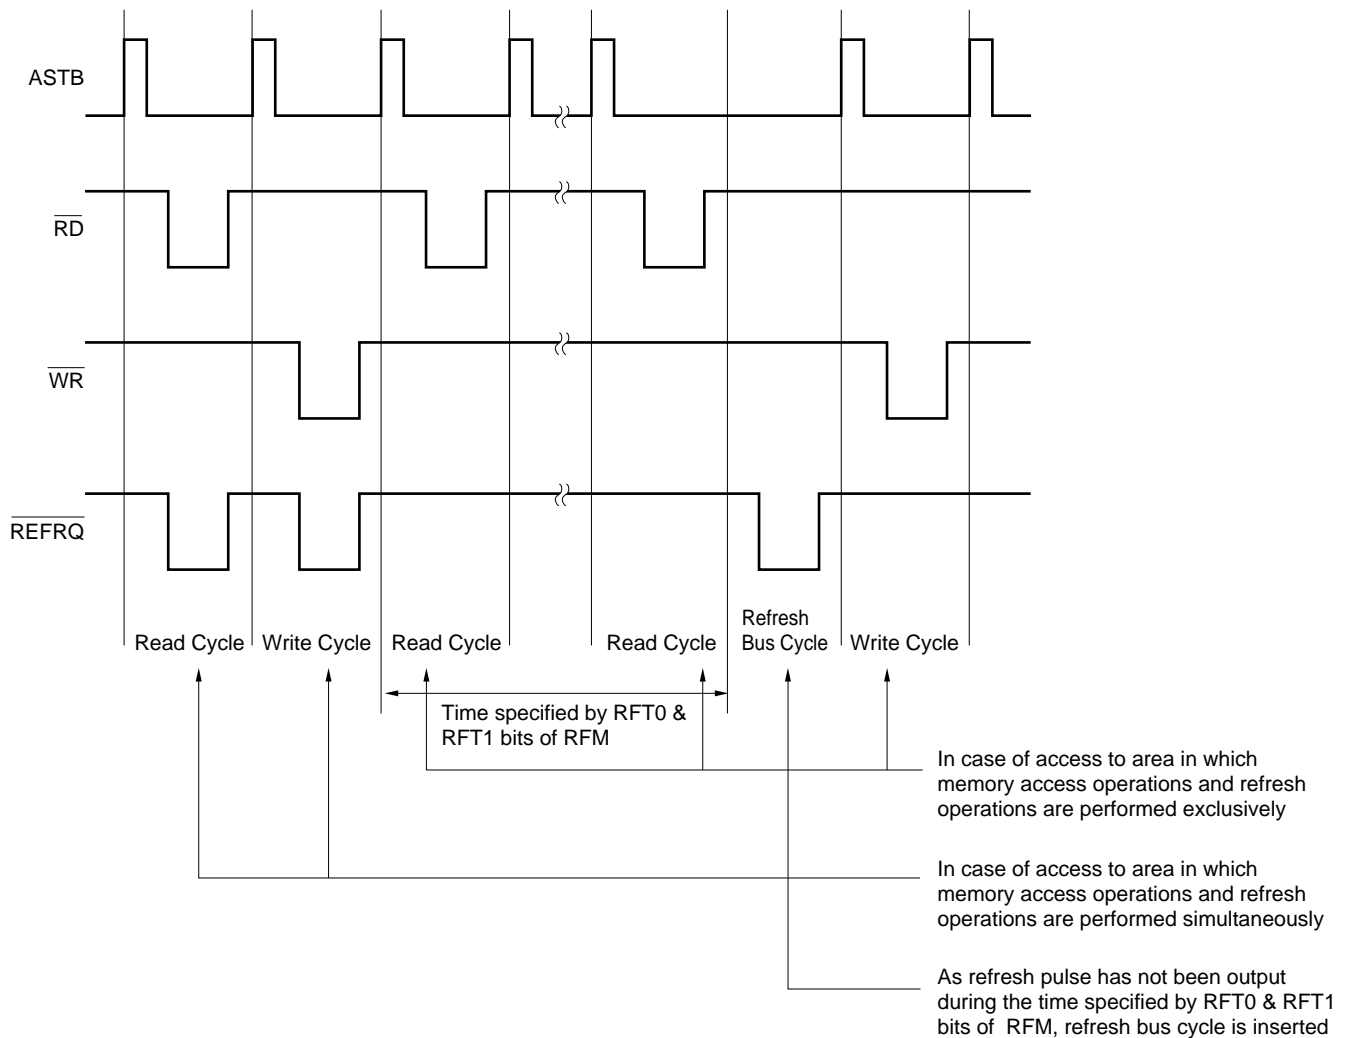 ASTB
RD
WR
REFRQ
Read Cycle
Write Cycle
Read Cycle
Read Cycle
Refresh
Bus Cycle
Write Cycle
Time specified by RFT0 &
RFT1 bits of RFM
In case of access to area in which
memory access operations and refresh
operations are performed exclusively
In case of access to area in which
memory access operations and refresh
operations are performed simultaneously
As refresh pulse has not been output
during the time specified by RFT0 & RFT1
bits of RFM, refresh bus cycle is inserted